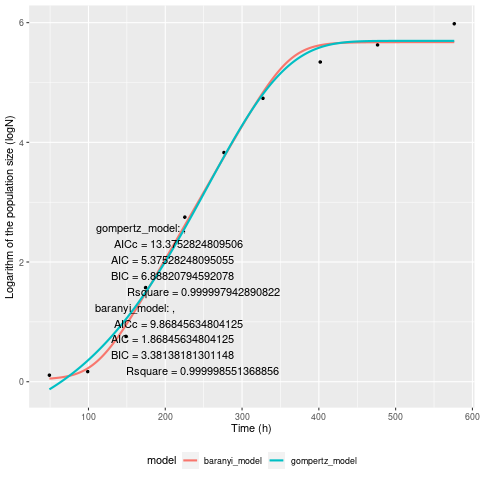 6
4
2
0
Logarithm of the population size (logN)
gompertz_model: ,
AICc = 13.3752824809506
AIC = 5.37528248095055
BIC = 6.88820794592078
Rsquare = 0.999997942890822
baranyi_model: ,
AICc = 9.86845634804125
AIC = 1.86845634804125
BIC = 3.38138181301148
Rsquare = 0.999998551368856
100 200 300 400 500 600
Time (h)
model baranyi_model gompertz_model